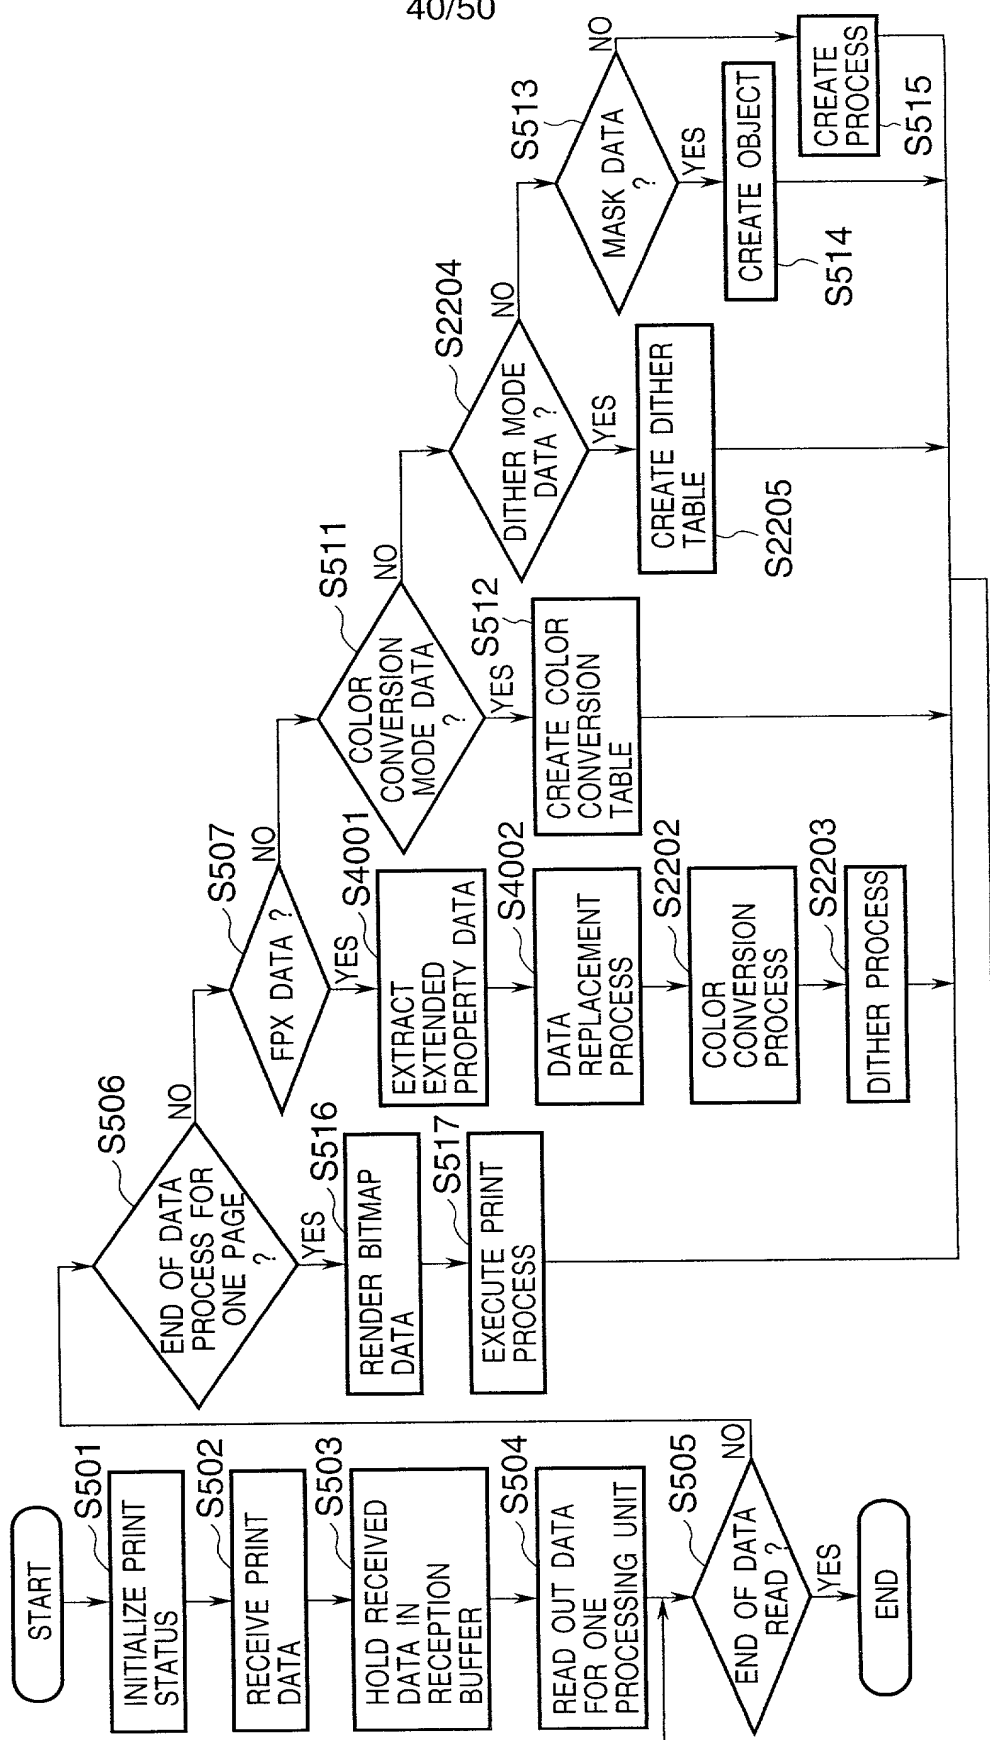 40/50
START
S501
INITIALIZE PRINT
STATUS
S502
RECEIVE PRINT
DATA
S503
HOLD RECEIVED
DATA IN
RECEPTION
BUFFER
S504
READ OUT DATA
FOR ONE
PROCESSING UNIT
S505
END OF DATA
READ ?
NO
YES
END
S506
END OF DATA
PROCESS FOR
ONE PAGE
?
NO
YES
S516
RENDER BITMAP
DATA
S517
EXECUTE PRINT
PROCESS
S507
FPX DATA ?
NO
YES
S4001
EXTRACT
EXTENDED
PROPERTY DATA
S4002
DATA
REPLACEMENT
PROCESS
S2202
COLOR
CONVERSION
PROCESS
S2203
DITHER PROCESS
S511
COLOR
CONVERSION
MODE DATA
?
NO
YES
S512
CREATE COLOR
CONVERSION
TABLE
S2204
DITHER MODE
DATA ?
NO
YES
CREATE DITHER
TABLE
S2205
S513
MASK DATA
?
NO
YES
CREATE OBJECT
S514
CREATE
PROCESS
S515